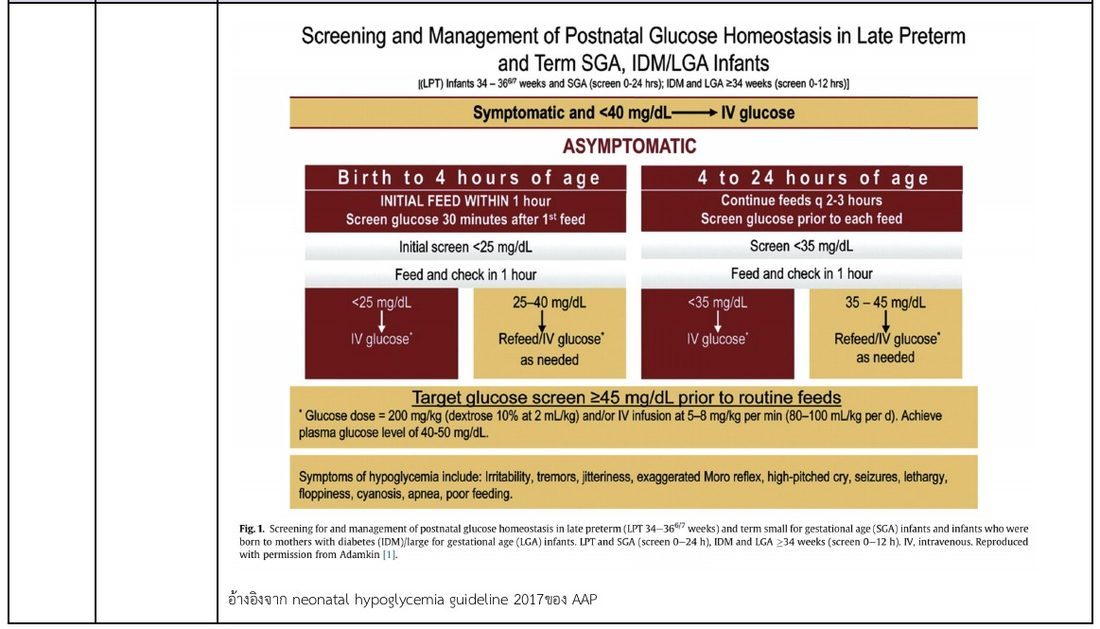 Screening and Management of Postnatal Glucose Homeostasis in Late Preterm
and Term SGA, IDM/LGA Infants
[(LPT) Infants 34 – 36⁶/⁷ weeks and SGA (screen 0-24 hrs); IDM and LGA ≥34 weeks (screen 0-12 hrs)]
Symptomatic and <40 mg/dL → IV glucose
ASYMPTOMATIC
Birth to 4 hours of age
INITIAL FEED WITHIN 1 hour
Screen glucose 30 minutes after 1ˢᵗ feed
Initial screen <25 mg/dL
Feed and check in 1 hour
<25 mg/dL
↓
IV glucose*
25–40 mg/dL
↓
Refeed/IV glucose*
as needed
4 to 24 hours of age
Continue feeds q 2-3 hours
Screen glucose prior to each feed
Screen <35 mg/dL
Feed and check in 1 hour
<35 mg/dL
↓
IV glucose*
35 – 45 mg/dL
↓
Refeed/IV glucose*
as needed
Target glucose screen ≥45 mg/dL prior to routine feeds
* Glucose dose = 200 mg/kg (dextrose 10% at 2 mL/kg) and/or IV infusion at 5–8 mg/kg per min (80–100 mL/kg per d). Achieve
plasma glucose level of 40-50 mg/dL.
Symptoms of hypoglycemia include: Irritability, tremors, jitteriness, exaggerated Moro reflex, high-pitched cry, seizures, lethargy,
floppiness, cyanosis, apnea, poor feeding.
Fig. 1. Screening for and management of postnatal glucose homeostasis in late preterm (LPT 34–36⁶/⁷ weeks) and term small for gestational age (SGA) infants and infants who were
born to mothers with diabetes (IDM)/large for gestational age (LGA) infants. LPT and SGA (screen 0–24 h), IDM and LGA ≥34 weeks (screen 0–12 h). IV, intravenous. Reproduced
with permission from Adamkin [1].
อ้างอิงจาก neonatal hypoglycemia guideline 2017ของ AAP